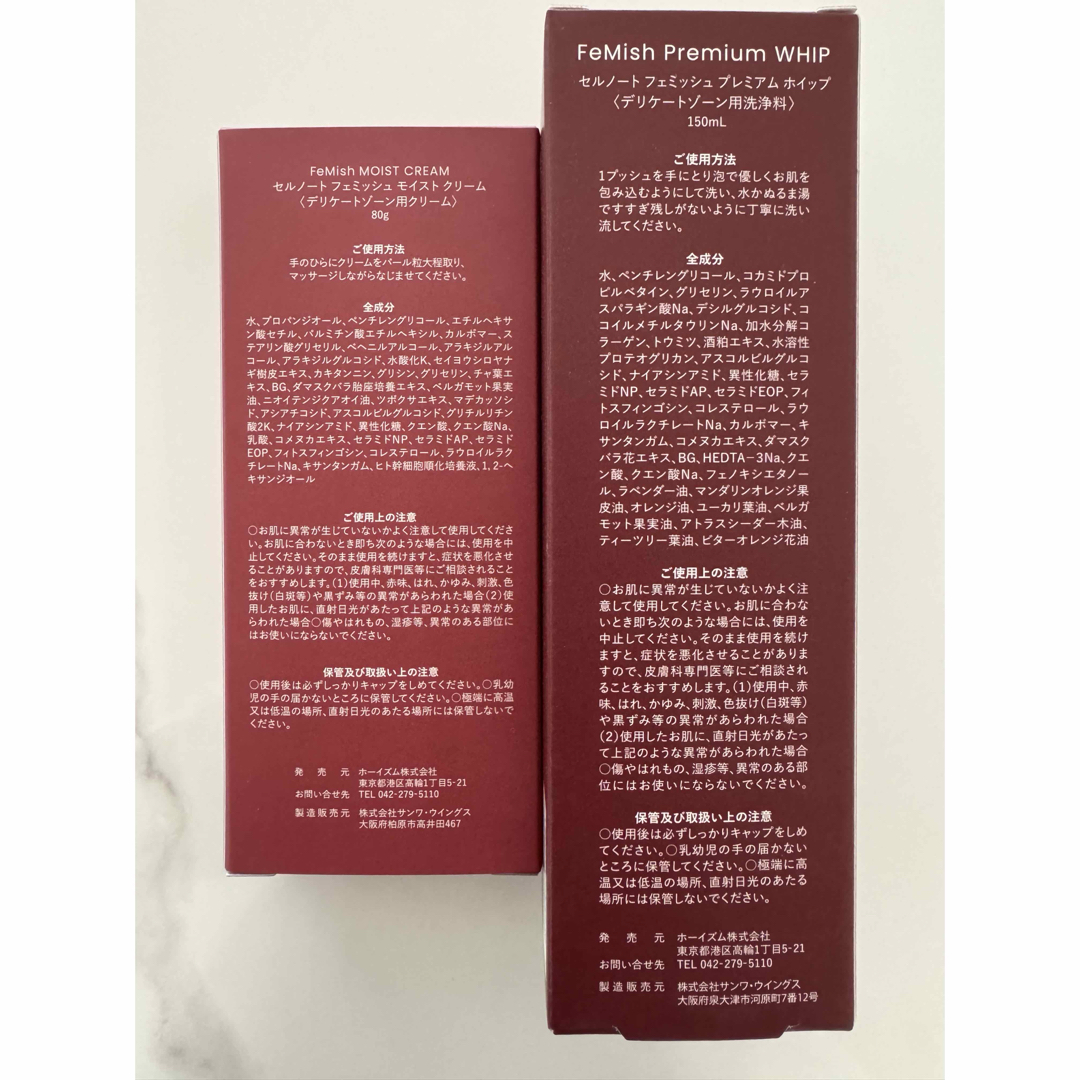 FeMish MOIST CREAM
セルノート フェミッシュ モイスト クリーム
〈デリケートゾーン用クリーム〉
80g
ご使用方法
手のひらにクリームをパール粒大程取り、
マッサージしながらなじませてください。
全成分
水、プロパンジオール、ペンチレングリコール、エチルヘキサ
ン酸セチル、パルミチン酸エチルヘキシル、カルボマー、ス
テアリン酸グリセリル、ベヘニルアルコール、アラキジルアル
コール、アラキジルグルコシド、水酸化K、セイヨウシロヤナ
ギ樹皮エキス、カキタンニン、グリシン、グリセリン、チャ葉エ
キス、BG、ダマスクバラ胎座培養エキス、ベルガモット果実
油、ニオイテンジクアオイ油、ツボクサエキス、マデカッソシ
ド、アシアチコシド、アスコルビルグルコシド、グリチルリチン
酸2K、ナイアシンアミド、異性化糖、クエン酸、クエン酸Na、
乳酸、コメヌカエキス、セラミドNP、セラミドAP、セラミド
EOP、フィトスフィンゴシン、コレステロール、ラウロイルラク
チレートNa、キサンタンガム、ヒト幹細胞順化培養液、1,2-ヘ
キサンジオール
ご使用上の注意
○お肌に異常が生じていないかよく注意して使用してくださ
い。お肌に合わないとき即ち次のような場合には、使用を中
止してください。そのまま使用を続けますと、症状を悪化させ
ることがありますので、皮膚科専門医等にご相談されること
をおすすめします。(1)使用中、赤味、はれ、かゆみ、刺激、色
抜け(白斑等)や黒ずみ等の異常があらわれた場合(2)使
用したお肌に、直射日光があたって上記のような異常があ
らわれた場合○傷やはれもの、湿疹等、異常のある部位に
はお使いにならないでください。
保管及び取扱い上の注意
○使用後は必ずしっかりキャップをしめてください。○乳幼
児の手の届かないところに保管してください。○極端に高温
又は低温の場所、直射日光のあたる場所には保管しないで
ください。
発売元 ホーイズム株式会社
東京都港区高輪1丁目5-21
お問い合せ先 TEL 042-279-5110
製造販売元 株式会社サンワ・ウイングス
大阪府柏原市高井田467
FeMish Premium WHIP
セルノート フェミッシュ プレミアム ホイップ
〈デリケートゾーン用洗浄料〉
150mL
ご使用方法
1プッシュを手にとり泡で優しくお肌を
包み込むようにして洗い、水かぬるま湯
ですすぎ残しがないように丁寧に洗い
流してください。
全成分
水、ペンチレングリコール、コカミドプロ
ピルベタイン、グリセリン、ラウロイルア
スパラギン酸Na、デシルグルコシド、コ
コイルメチルタウリンNa、加水分解コ
ラーゲン、トウミツ、酒粕エキス、水溶性
プロテオグリカン、アスコルビルグルコ
シド、ナイアシンアミド、異性化糖、セラ
ミドNP、セラミドAP、セラミドEOP、フィ
トスフィンゴシン、コレステロール、ラウ
ロイルラクチレートNa、カルボマー、キ
サンタンガム、コメヌカエキス、ダマスク
バラ花エキス、BG、HEDTA−3Na、クエ
ン酸、クエン酸Na、フェノキシエタノー
ル、ラベンダー油、マンダリンオレンジ果
皮油、オレンジ油、ユーカリ葉油、ベルガ
モット果実油、アトラスシーダー木油、
ティーツリー葉油、ビターオレンジ花油
ご使用上の注意
○お肌に異常が生じていないかよく注
意して使用してください。お肌に合わな
いとき即ち次のような場合には、使用を
中止してください。そのまま使用を続け
ますと、症状を悪化させることがありま
すので、皮膚科専門医等にご相談され
ることをおすすめします。(1)使用中、赤
味、はれ、かゆみ、刺激、色抜け(白斑等)
や黒ずみ等の異常があらわれた場合
(2)使用したお肌に、直射日光があたっ
て上記のような異常があらわれた場合
○傷やはれもの、湿疹等、異常のある部
位にはお使いにならないでください。
保管及び取扱い上の注意
○使用後は必ずしっかりキャップをしめ
てください。○乳幼児の手の届かない
ところに保管してください。○極端に高
温又は低温の場所、直射日光のあたる
場所には保管しないでください。
発売元 ホーイズム株式会社
東京都港区高輪1丁目5-21
お問い合せ先 TEL 042-279-5110
製造販売元 株式会社サンワ・ウイングス
大阪府泉大津市河原町7番12号